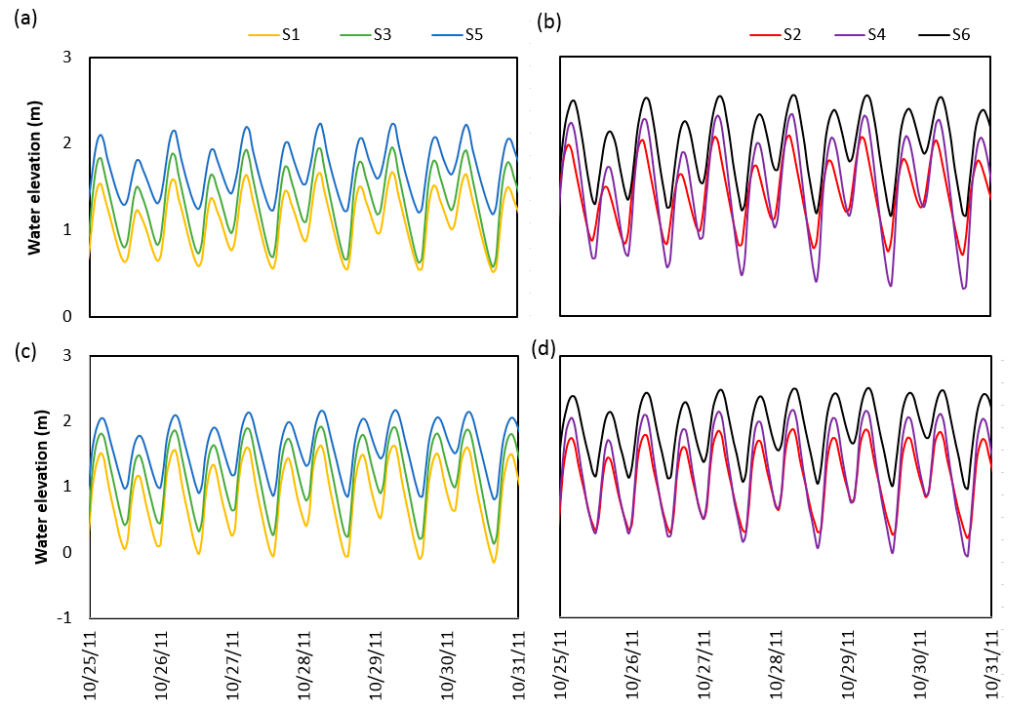 (a)
S1 S3 S5
(b)
S2 S4 S6
Water elevation (m)
3
2
1
0
(c)
(d)
Water elevation (m)
3
2
1
0
-1
10/25/11 10/26/11 10/27/11 10/28/11 10/29/11 10/30/11 10/31/11
10/25/11 10/26/11 10/27/11 10/28/11 10/29/11 10/30/11 10/31/11